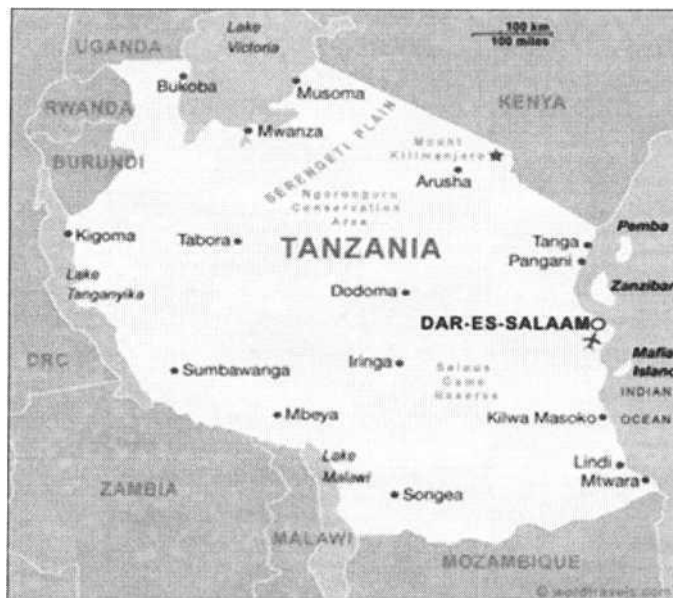 UGANDA
Lake
Victoria
100 km
100 miles
Bukoba
Musoma
KENYA
RWANDA
Mwanza
SERENGETI PLAIN
Mount
Kilimanjaro
BURUNDI
Arusha
Ngorongoro
Conservation
Area
Kigoma
Tabora
TANZANIA
Tanga
Pemba
Pangani
Lake
Tanganyika
Dodoma
Zanzibar
DAR-ES-SALAAM
DRC
Sumbawanga
Iringa
Selous
Game
Reserve
Mafia
Island
INDIAN
OCEAN
Mbeya
Kilwa Masoko
Lake
Malawi
Lindi
Mtwara
ZAMBIA
Songea
MALAWI
MOZAMBIQUE
© wordtravels.com